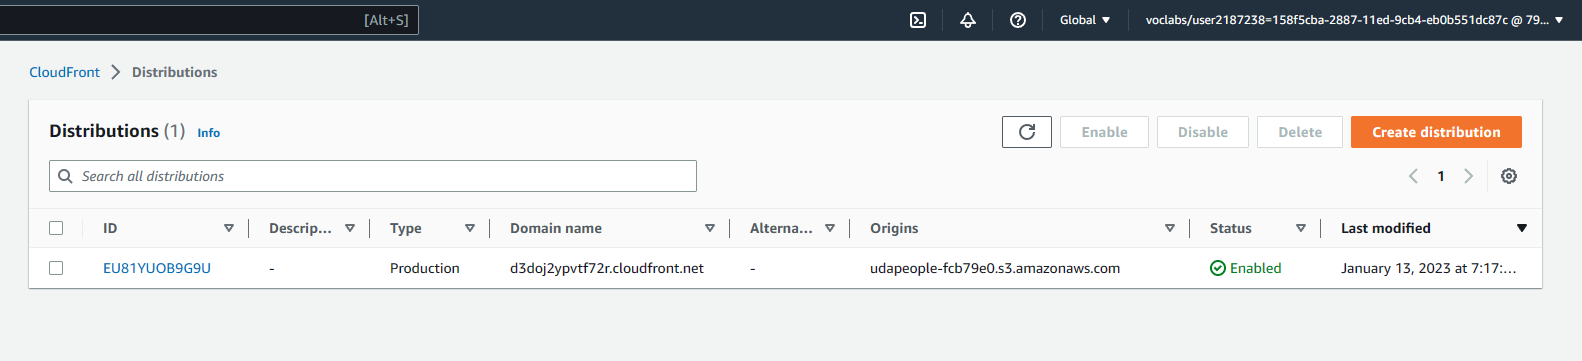 [Alt+S] Global voclabs/user2187238=158f5cba-2887-11ed-9cb4-eb0b551dc87c @ 79...
CloudFront Distributions
Distributions (1) Info Enable Disable Delete Create distribution
Search all distributions 1
ID Descrip... Type Domain name Alterna... Origins Status Last modified
EU81YUOB9G9U - Production d3doj2ypvtf72r.cloudfront.net - udapeople-fcb79e0.s3.amazonaws.com Enabled January 13, 2023 at 7:17:...